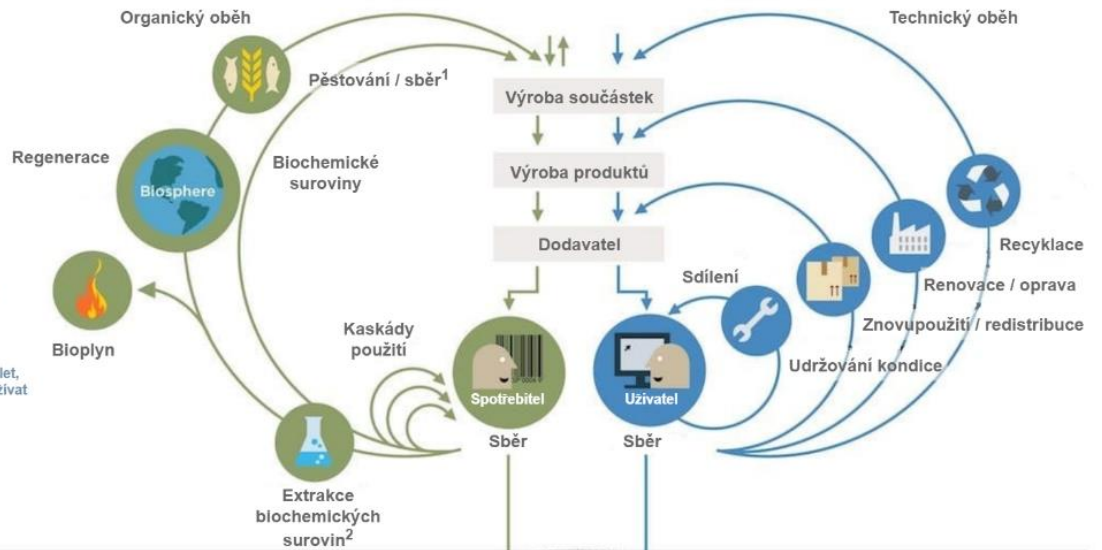 Organický oběh
Technický oběh
Pěstování / sběr1
Výroba součástek
Regenerace
Biochemické
suroviny
Výroba produktů
Biosphere
Dodavatel
Recyklace
Sdílení
Renovace / oprava
Bioplyn
Kaskády
použití
Znovupoužití / redistribuce
Udržování kondice
Spotřebitel
Uživatel
Sběr
Sběr
Extrakce
biochemických
surovin2